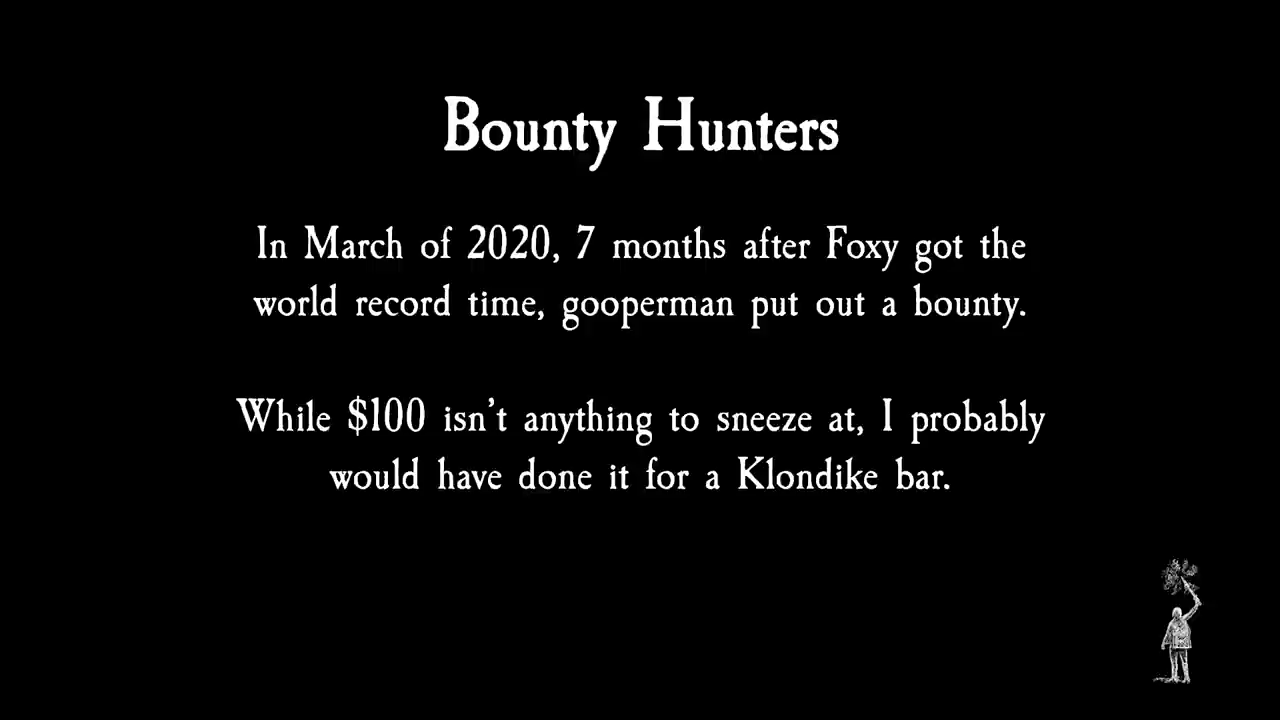 Bounty Hunters
In March of 2020, 7 months after Foxy got the
world record time, gooperman put out a bounty.
While $100 isn't anything to sneeze at, I probably
would have done it for a Klondike bar.